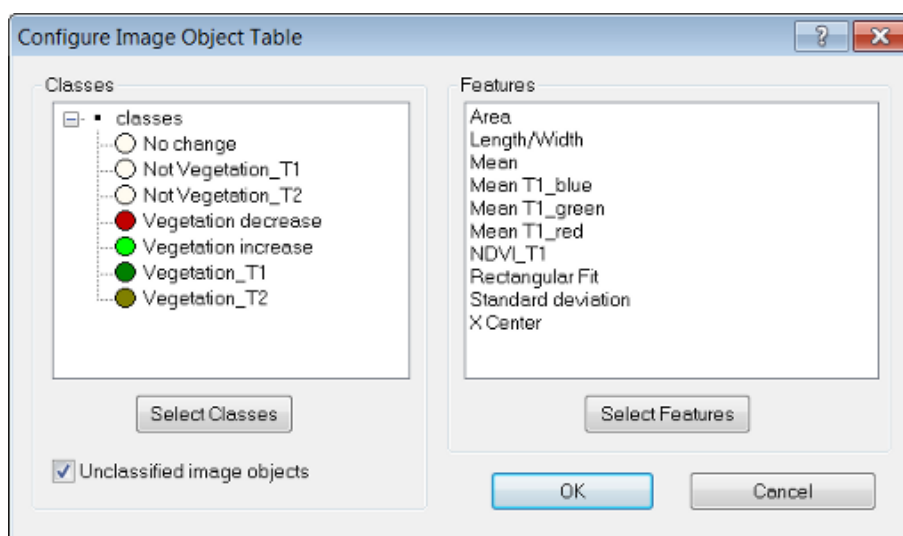 Configure Image Object Table
Classes
classes
No change
Not Vegetation_T1
Not Vegetation_T2
Vegetation decrease
Vegetation increase
Vegetation_T1
Vegetation_T2
Select Classes
Unclassified image objects
Features
Area
Length/Width
Mean
Mean T1_blue
Mean T1_green
Mean T1_red
NDVI_T1
Rectangular Fit
Standard deviation
X Center
Select Features
OK
Cancel